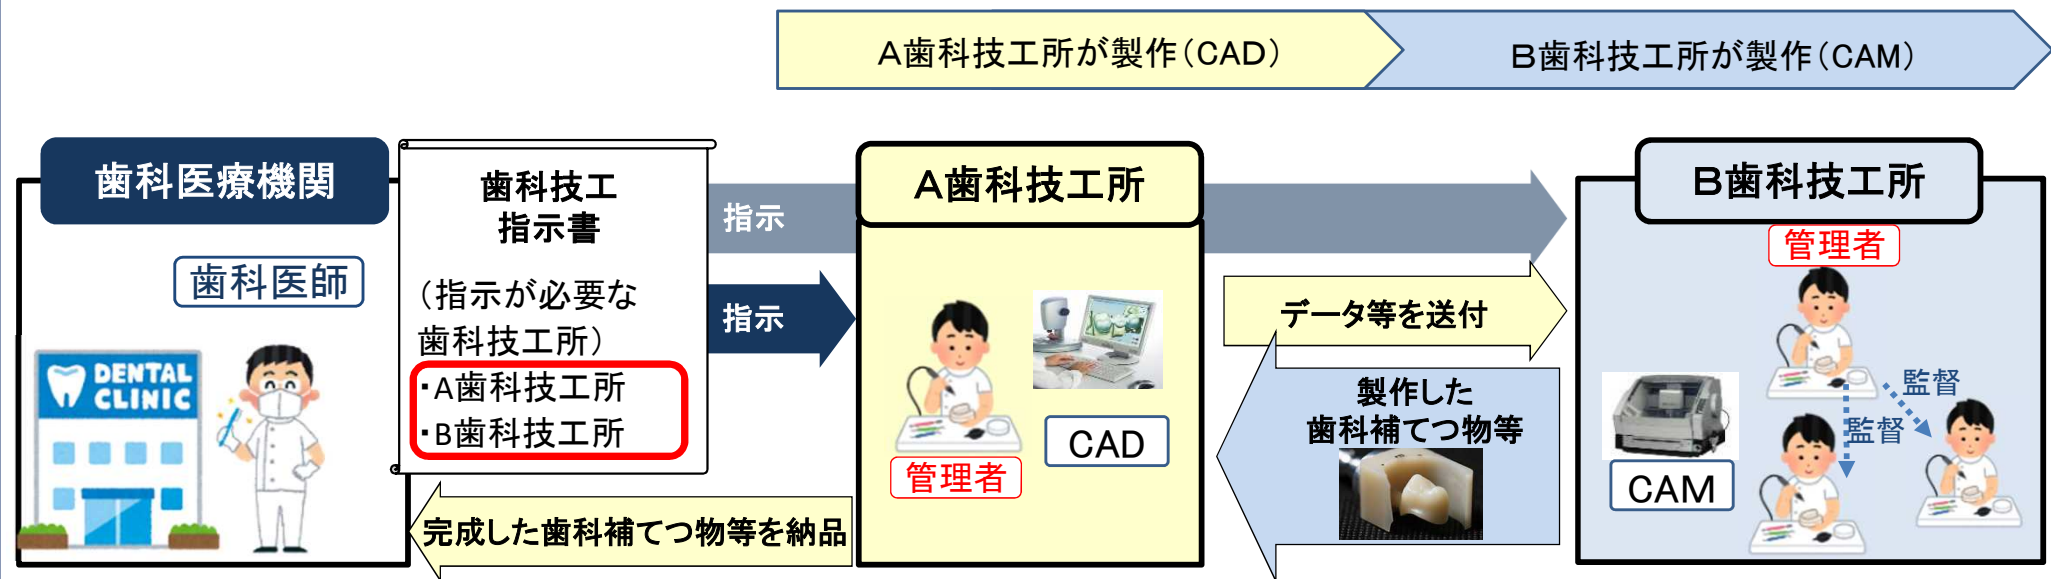 A歯科技工所が製作(CAD)
B歯科技工所が製作(CAM)
歯科医療機関
歯科医師
DENTAL
CLINIC
歯科技工
指示書
(指示が必要な
歯科技工所)
・A歯科技工所
・B歯科技工所
指示
指示
完成した歯科補てつ物等を納品
A歯科技工所
管理者
CAD
データ等を送付
製作した
歯科補てつ物等
B歯科技工所
管理者
監督
監督
CAM